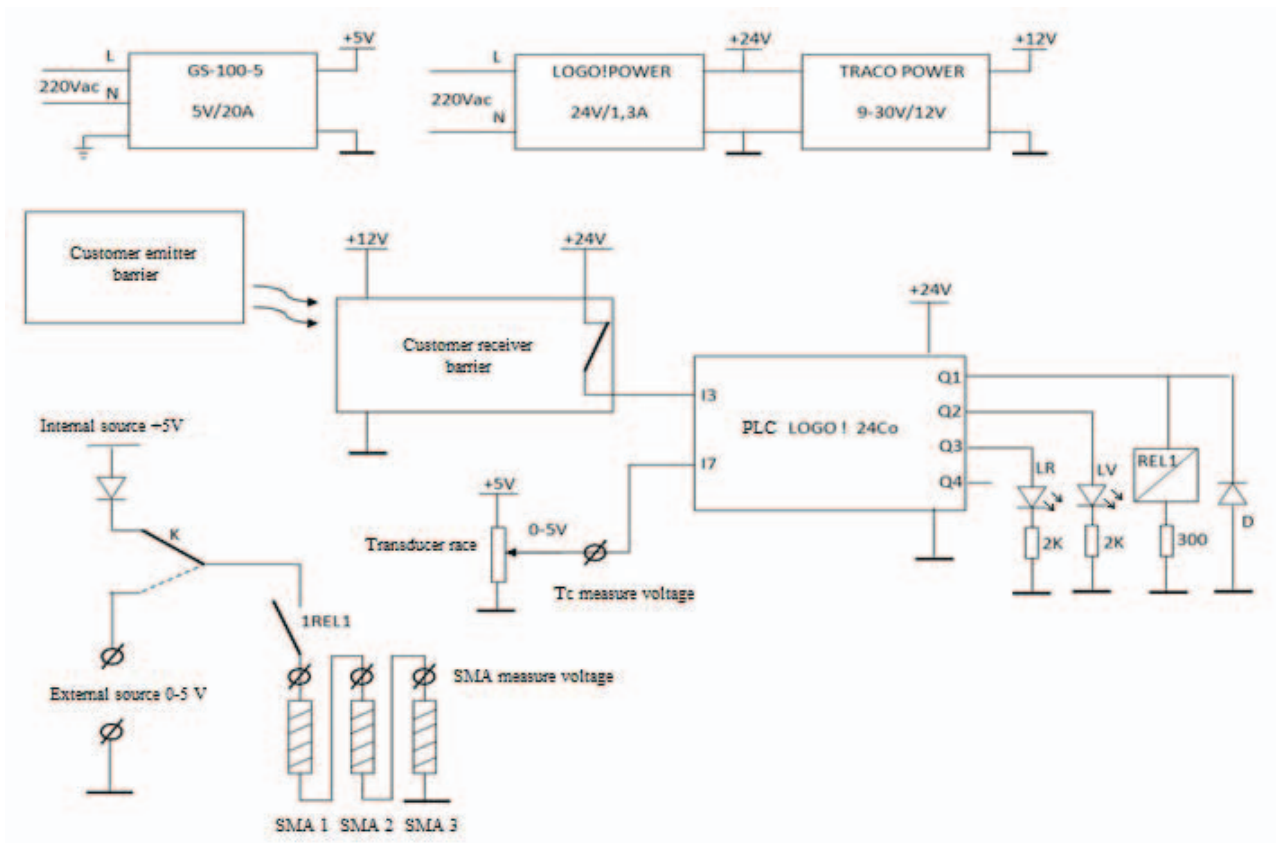 +5V
L
GS-100-5
220Vac
N
5V/20A
+24V
L
LOGO!POWER
220Vac
24V/1,3A
N
+12V
TRACO POWER
9-30V/12V
Customer emitter
barrier
+12V
+24V
Customer receiver
barrier
+24V
I3
PLC LOGO ! 24Co
I7
Q1
Q2
Q3
Q4
LR
LV
REL1
D
2K
2K
300
Internal source +5V
K
+5V
0-5V
Transducer race
Tc measure voltage
1REL1
SMA measure voltage
External source 0-5 V
SMA 1
SMA 2
SMA 3